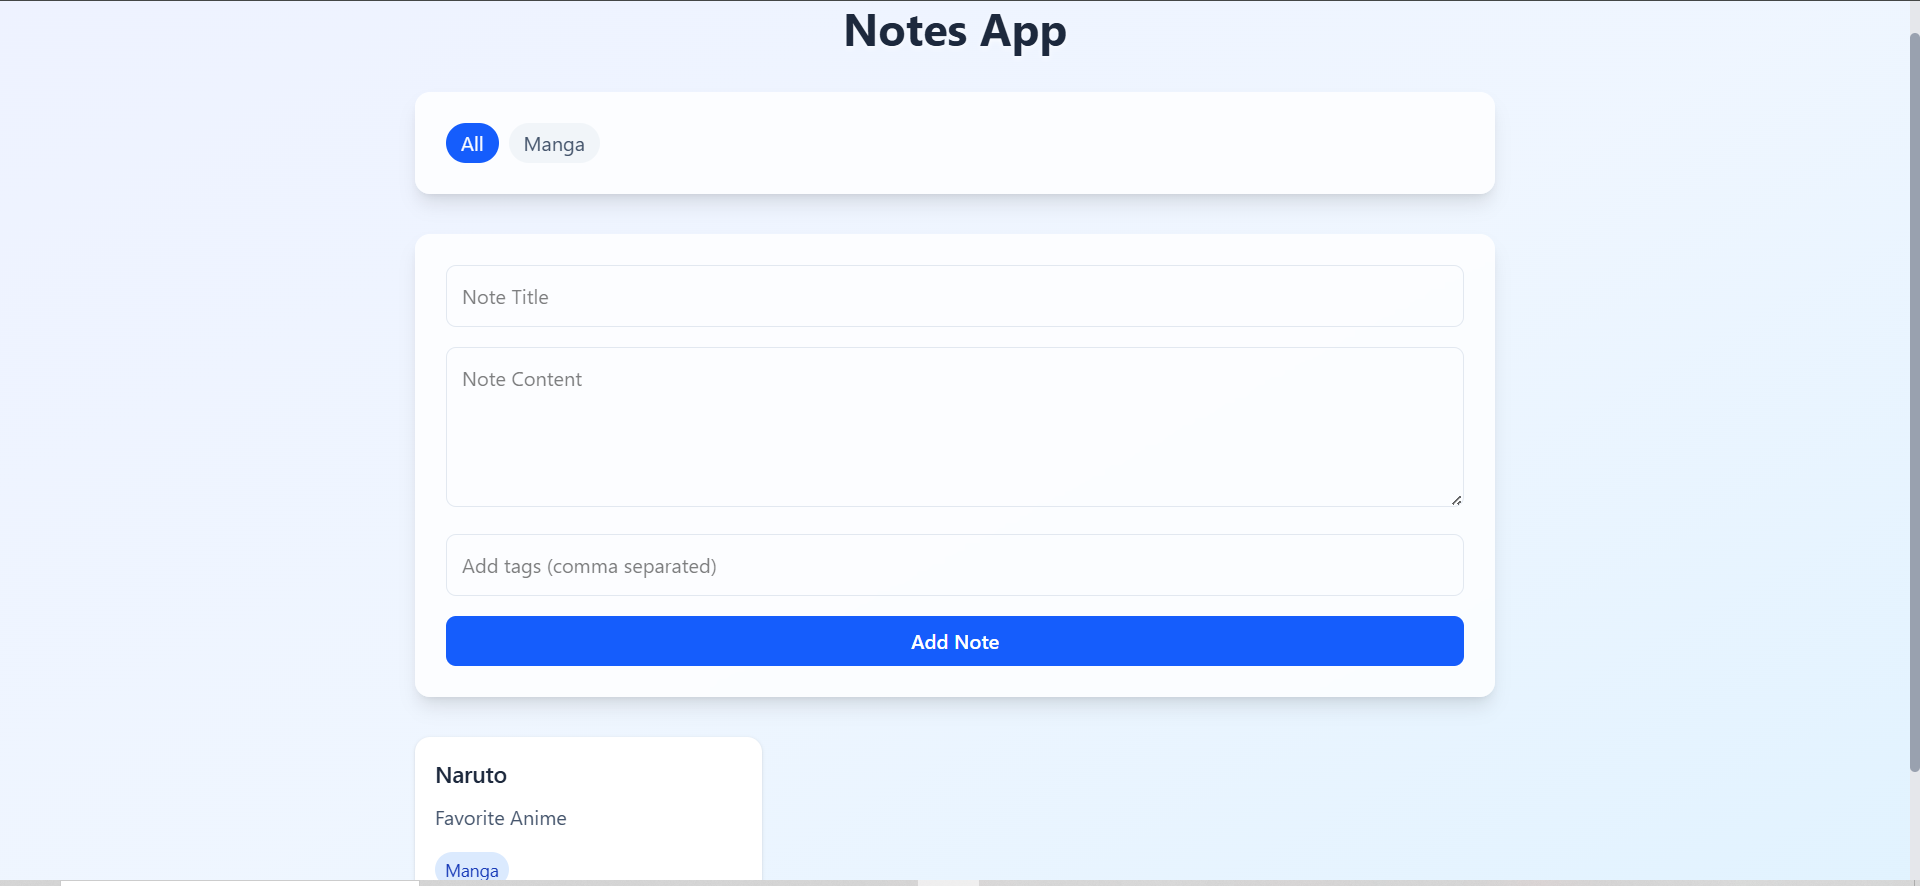 Notes App
All Manga
Note Title
Note Content
Add tags (comma separated)
Add Note
Naruto
Favorite Anime
Manga